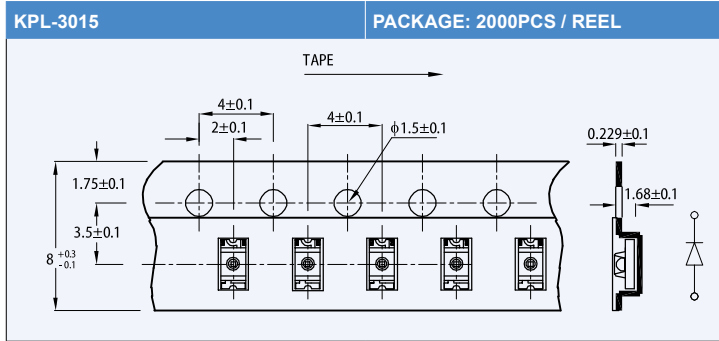 KPL-3015
PACKAGE: 2000PCS / REEL
TAPE
4±0.1
2±0.1
4±0.1
ϕ1.5±0.1
0.229±0.1
1.75±0.1
1.68±0.1
3.5±0.1
8 +0.3
-0.1